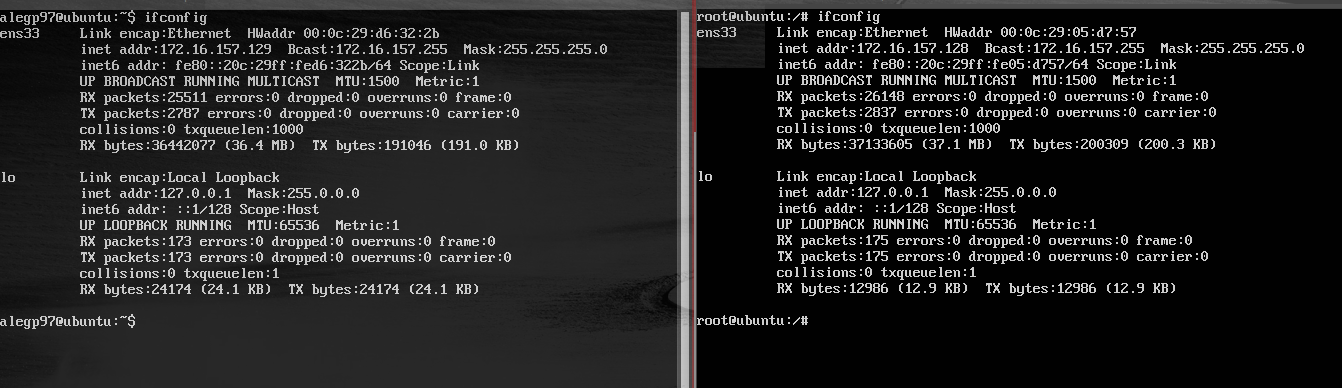 alegp97@ubuntu:~$ ifconfig
ens33 Link encap:Ethernet HWaddr 00:0c:29:d6:32:2b
inet addr:172.16.157.129 Bcast:172.16.157.255 Mask:255.255.255.0
inet6 addr: fe80::20c:29ff:fed6:322b/64 Scope:Link
UP BROADCAST RUNNING MULTICAST MTU:1500 Metric:1
RX packets:25511 errors:0 dropped:0 overruns:0 frame:0
TX packets:2787 errors:0 dropped:0 overruns:0 carrier:0
collisions:0 txqueuelen:1000
RX bytes:36442077 (36.4 MB) TX bytes:191046 (191.0 KB)
lo Link encap:Local Loopback
inet addr:127.0.0.1 Mask:255.0.0.0
inet6 addr: ::1/128 Scope:Host
UP LOOPBACK RUNNING MTU:65536 Metric:1
RX packets:173 errors:0 dropped:0 overruns:0 frame:0
TX packets:173 errors:0 dropped:0 overruns:0 carrier:0
collisions:0 txqueuelen:1
RX bytes:24174 (24.1 KB) TX bytes:24174 (24.1 KB)
alegp97@ubuntu:~$
root@ubuntu:/# ifconfig
ens33 Link encap:Ethernet HWaddr 00:0c:29:05:d7:57
inet addr:172.16.157.128 Bcast:172.16.157.255 Mask:255.255.255.0
inet6 addr: fe80::20c:29ff:fe05:d757/64 Scope:Link
UP BROADCAST RUNNING MULTICAST MTU:1500 Metric:1
RX packets:26148 errors:0 dropped:0 overruns:0 frame:0
TX packets:2837 errors:0 dropped:0 overruns:0 carrier:0
collisions:0 txqueuelen:1000
RX bytes:37133605 (37.1 MB) TX bytes:200309 (200.3 KB)
lo Link encap:Local Loopback
inet addr:127.0.0.1 Mask:255.0.0.0
inet6 addr: ::1/128 Scope:Host
UP LOOPBACK RUNNING MTU:65536 Metric:1
RX packets:175 errors:0 dropped:0 overruns:0 frame:0
TX packets:175 errors:0 dropped:0 overruns:0 carrier:0
collisions:0 txqueuelen:1
RX bytes:12986 (12.9 KB) TX bytes:12986 (12.9 KB)
root@ubuntu:/#